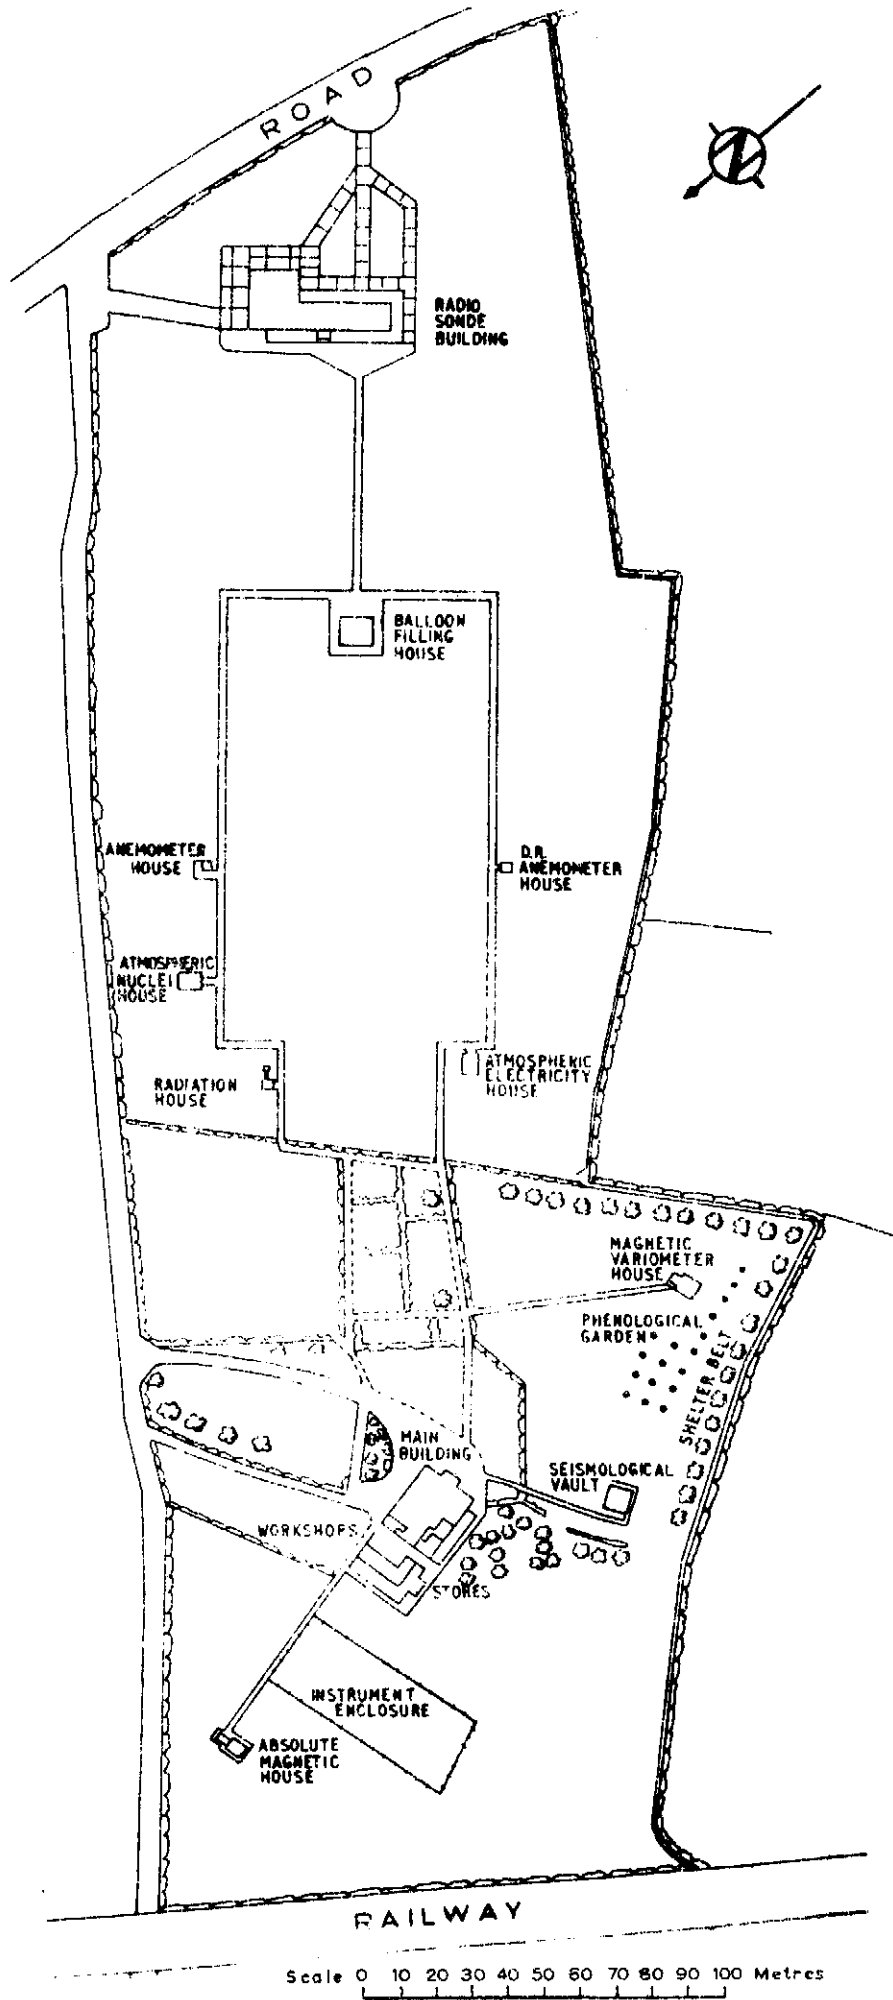 ROAD
N
RADIO
SONDE
BUILDING
BALLOON
FILLING
HOUSE
ANEMOMETER
HOUSE
D.R.
ANEMOMETER
HOUSE
ATMOSPHERIC
NUCLEI
HOUSE
RADIATION
HOUSE
ATMOSPHERIC
ELECTRICITY
HOUSE
MAGNETIC
VARIOMETER
HOUSE
PHENOLOGICAL
GARDEN
SHELTER BELT
MAIN
BUILDING
SEISMOLOGICAL
VAULT
WORKSHOPS
STORES
INSTRUMENT
ENCLOSURE
ABSOLUTE
MAGNETIC
HOUSE
RAILWAY
Scale 0 10 20 30 40 50 60 70 80 90 100 Metres